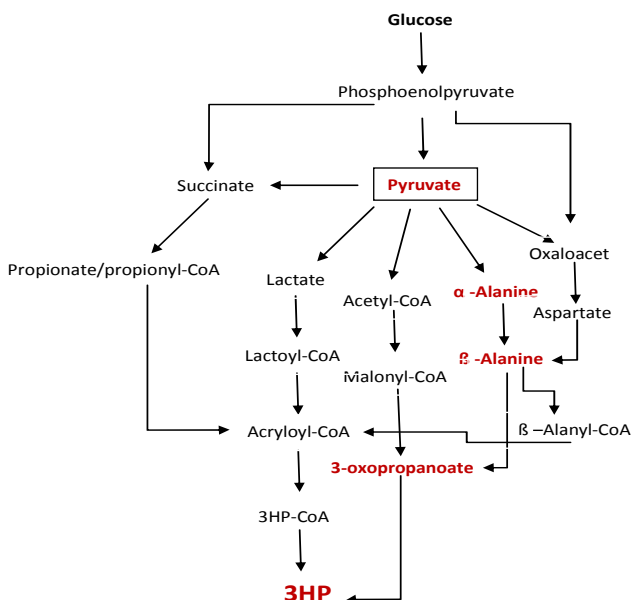 Glucose
Phosphoenolpyruvate
Succinate
Pyruvate
Oxaloacet
Propionate/propionyl-CoA
Lactate
Acetyl-CoA
α -Alanine
Aspartate
Lactoyl-CoA
Malonyl-CoA
ß -Alanine
Acryloyl-CoA
ß –Alanyl-CoA
3-oxopropanoate
3HP-CoA
3HP